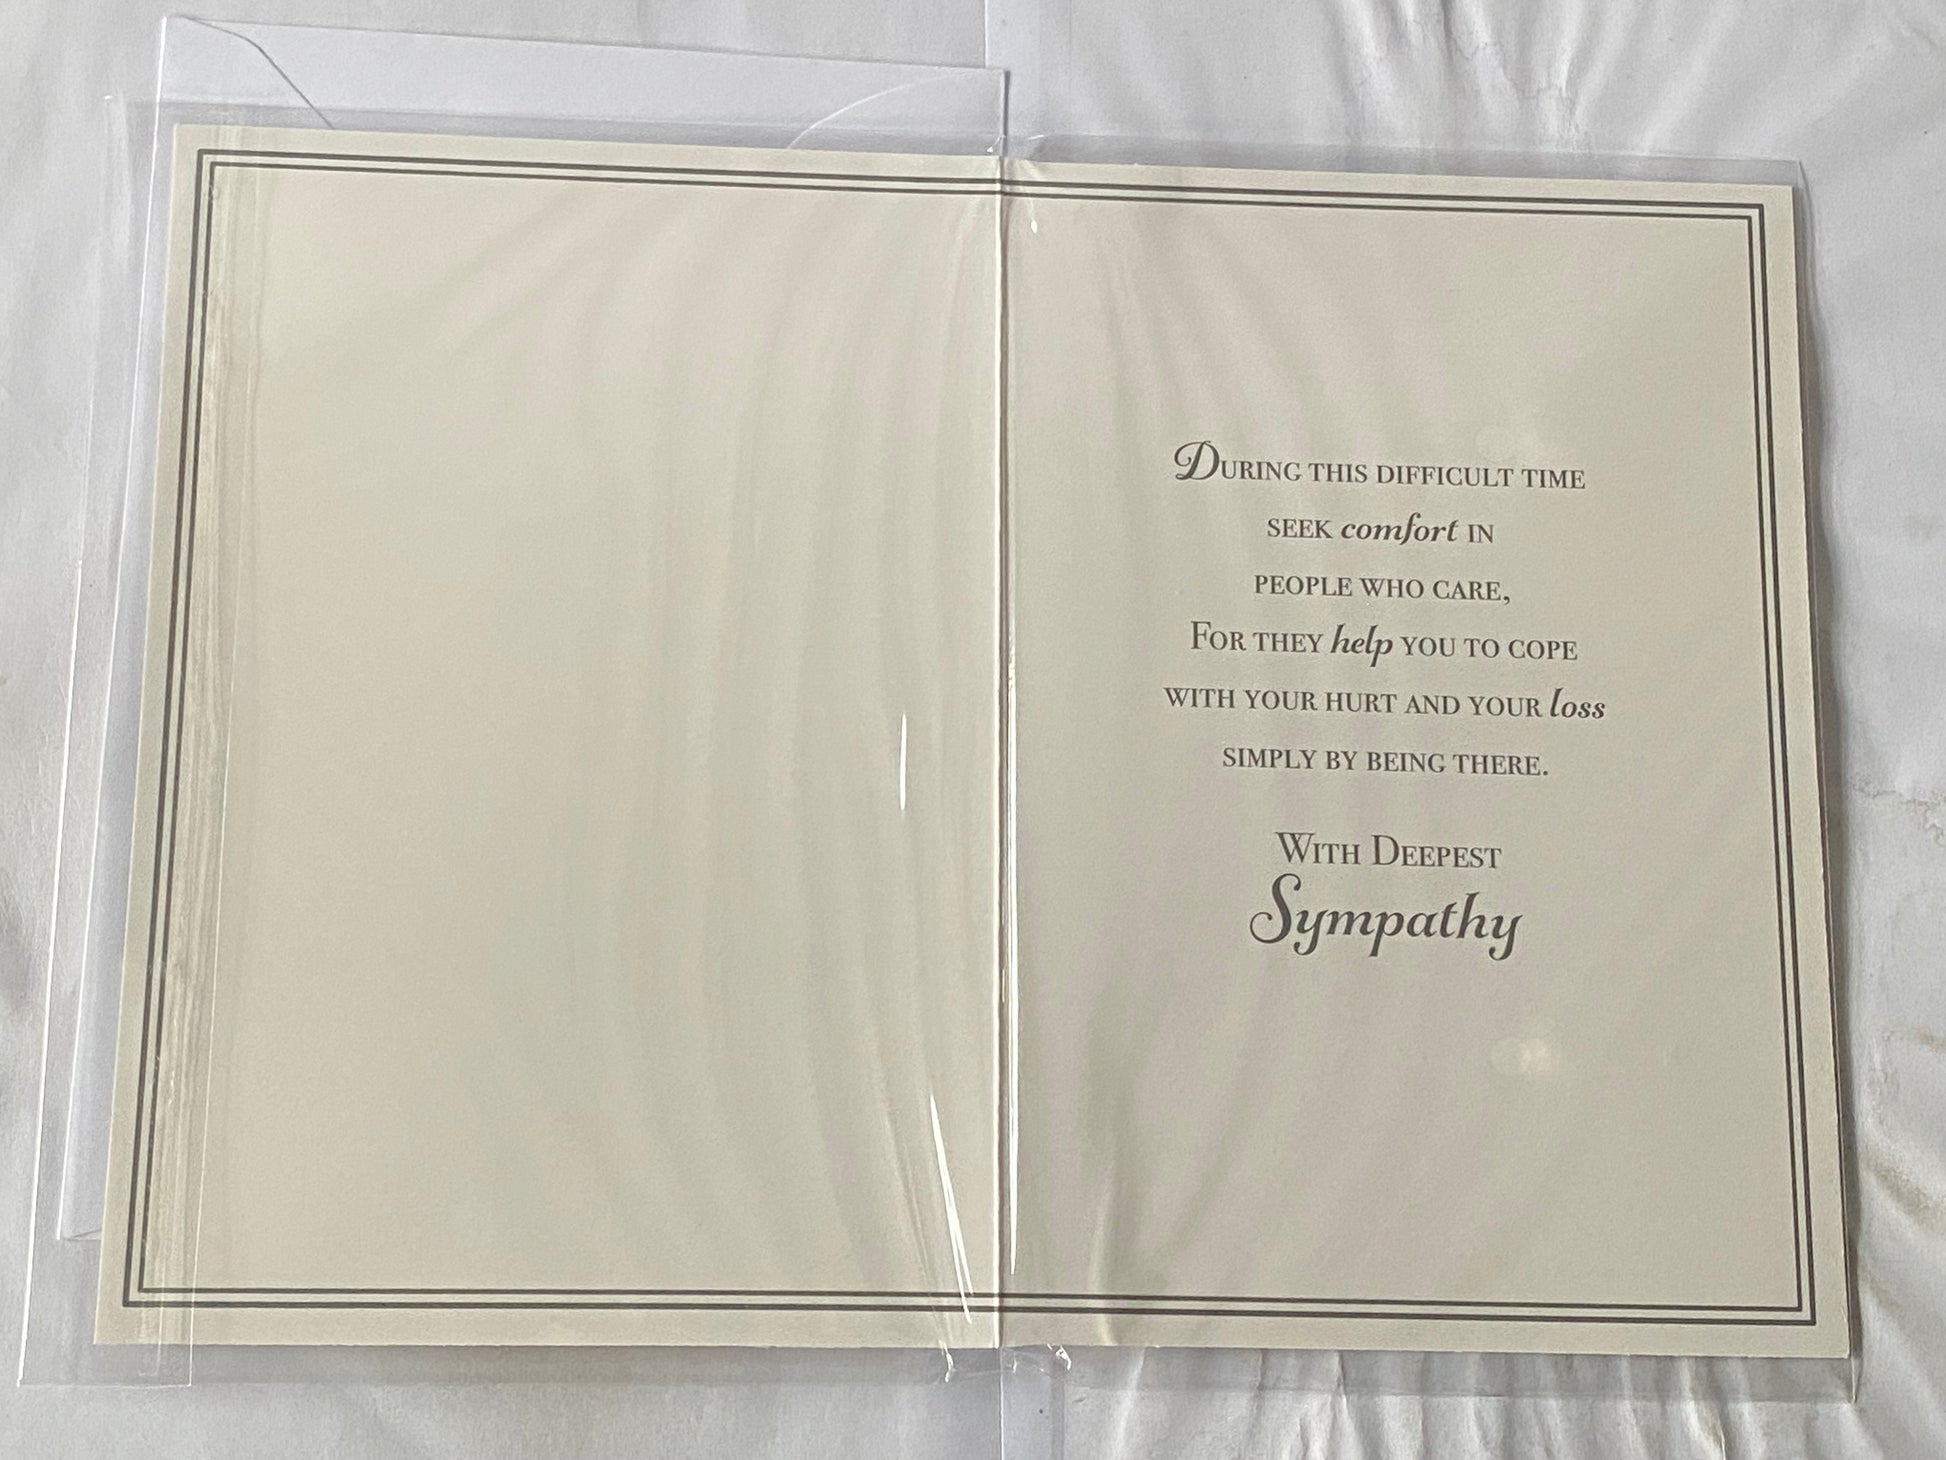 During this difficult time
seek comfort in
people who care,
For they help you to cope
with your hurt and your loss
simply by being there.
With Deepest
Sympathy